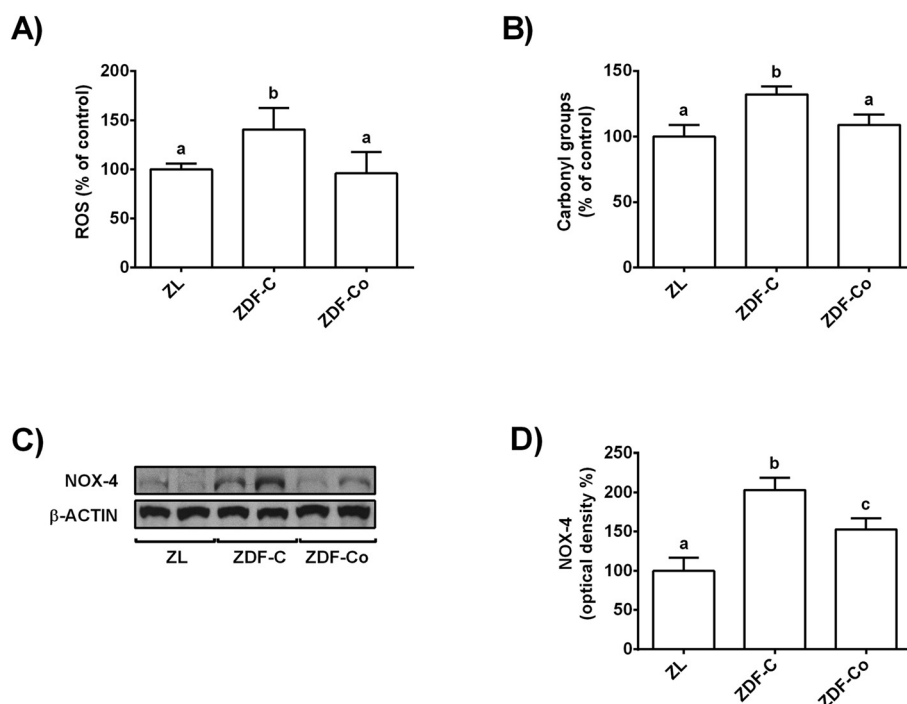 A)
ROS (% of control)
200
150
100
50
0
a
b
a
ZL
ZDF-C
ZDF-Co
B)
Carbonyl groups
(% of control)
150
100
50
0
a
b
a
ZL
ZDF-C
ZDF-Co
C)
NOX-4
β-ACTIN
ZL ZDF-C ZDF-Co
D)
NOX-4
(optical density %)
250
200
150
100
50
0
a
b
c
ZL
ZDF-C
ZDF-Co